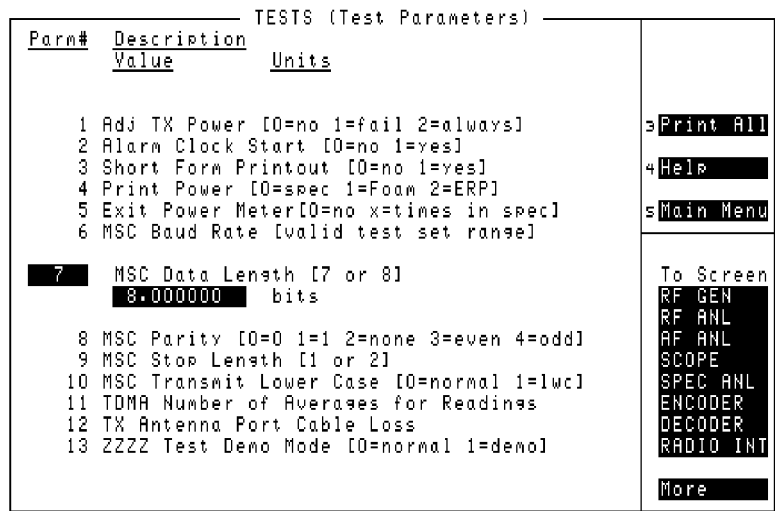 TESTS (Test Parameters)
Parm# Description
Value Units
1 Adj TX Power [0=no 1=fail 2=always]
2 Alarm Clock Start [0=no 1=yes]
3 Short Form Printout [0=no 1=yes]
4 Print Power [0=spec 1=Foam 2=ERP]
5 Exit Power Meter[0=no x=times in spec]
6 MSC Baud Rate [valid test set range]
7 MSC Data Length [7 or 8]
8.000000 bits
8 MSC Parity [0=0 1=1 2=none 3=even 4=odd]
9 MSC Stop Length [1 or 2]
10 MSC Transmit Lower Case [0=normal 1=lwc]
11 TDMA Number of Averages for Readings
12 TX Antenna Port Cable Loss
13 ZZZZ Test Demo Mode [0=normal 1=demo]
3 Print All
4 Help
5 Main Menu
To Screen
RF GEN
RF ANL
AF ANL
SCOPE
SPEC ANL
ENCODER
DECODER
RADIO INT
More